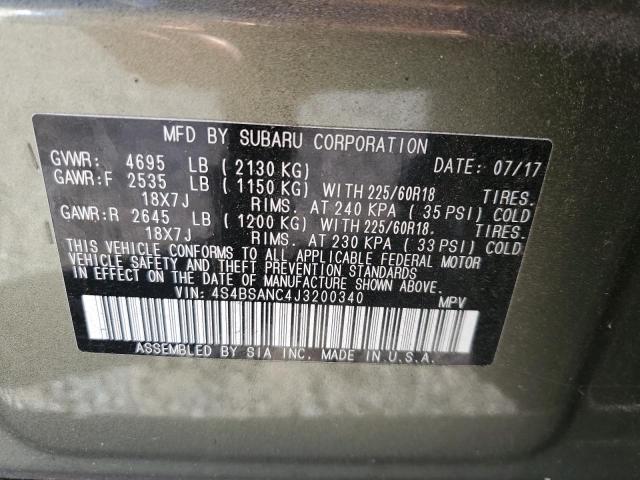 MFD BY SUBARU CORPORATION
GVWR: 4695 LB (2130 KG) DATE: 07/17
GAWR:F 2535 LB (1150 KG) WITH 225/60R18 TIRES.
18X7J RIMS. AT 240 KPA (35 PSI) COLD
GAWR:R 2645 LB (1200 KG) WITH 225/60R18. TIRES.
18X7J RIMS. AT 230 KPA (33 PSI) COLD.
THIS VEHICLE CONFORMS TO ALL APPLICABLE FEDERAL MOTOR
VEHICLE SAFETY AND THEFT PREVENTION STANDARDS
IN EFFECT ON THE DATE OF MANUFACTURE SHOWN ABOVE.
VIN: 4S4BSANC4J3200340 MPV
ASSEMBLED BY SIA INC. MADE IN U.S.A.